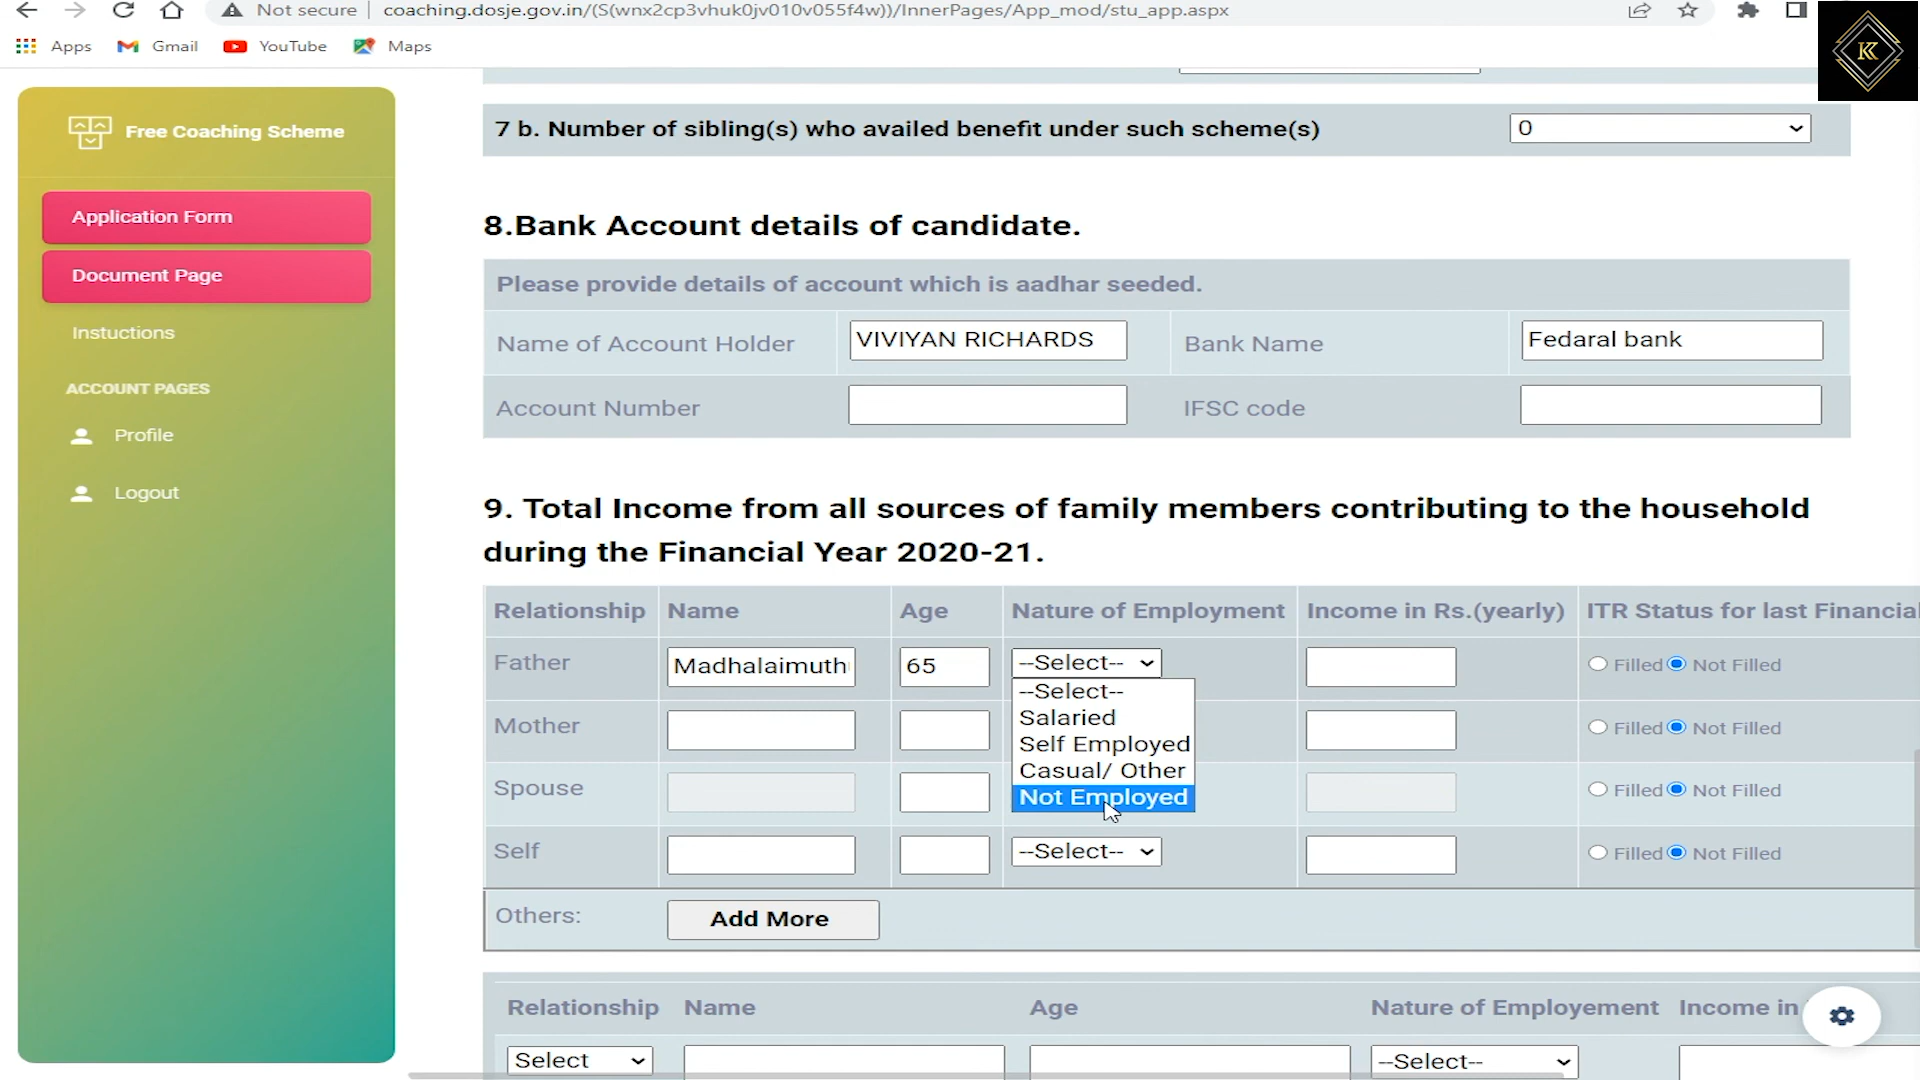 Not secure coaching.dosje.gov.in/(S(wnx2cp3vhuk0jv010v055f4w))/InnerPages/App_mod/stu_app.aspx
Apps Gmail YouTube Maps
K
Free Coaching Scheme
Application Form
Document Page
Instuctions
ACCOUNT PAGES
Profile
Logout
7 b. Number of sibling(s) who availed benefit under such scheme(s) 0
8.Bank Account details of candidate.
Please provide details of account which is aadhar seeded.
Name of Account Holder VIVIYAN RICHARDS Bank Name Fedaral bank
Account Number IFSC code
9. Total Income from all sources of family members contributing to the household
during the Financial Year 2020-21.
Relationship Name Age Nature of Employment Income in Rs.(yearly) ITR Status for last Financial
Father Madhalaimuth 65 --Select-- Filled Not Filled
--Select--
Salaried
Mother Filled Not Filled
Self Employed
Casual/ Other
Spouse Filled Not Filled
Not Employed
Self --Select-- Filled Not Filled
Others: Add More
Relationship Name Age Nature of Employement Income in
Select --Select--